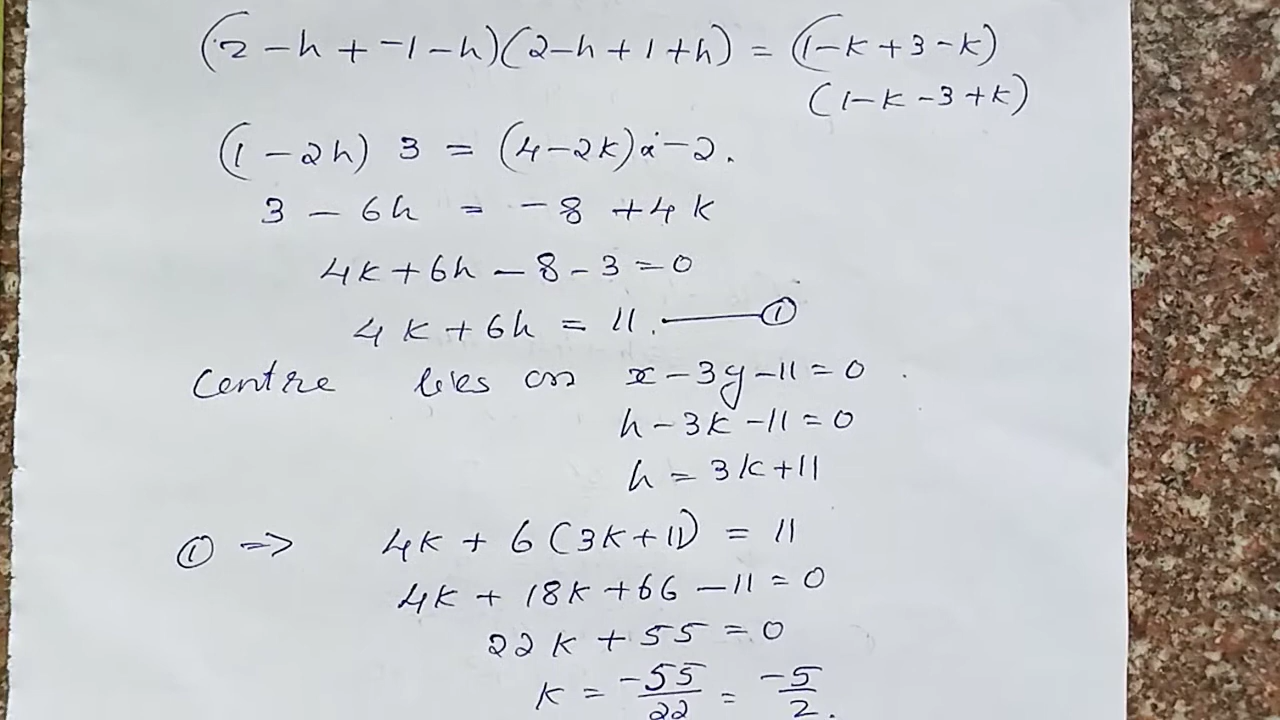 (2-h+-1-h)(2-h+1+h) = (1-k+3-k)
(1-k-3+k)
(1-2h) 3 = (4-2k)x-2.
3 - 6h = -8 +4k
4k+6h-8-3=0
4k+6h = 11. ——— ①
Centre lies on x-3y-11=0.
h-3k-11=0
h = 3k+11
① => 4k + 6(3k+11) = 11
4k + 18k +66 -11 =0
22k +55 =0
k = -55/22 = -5/2.